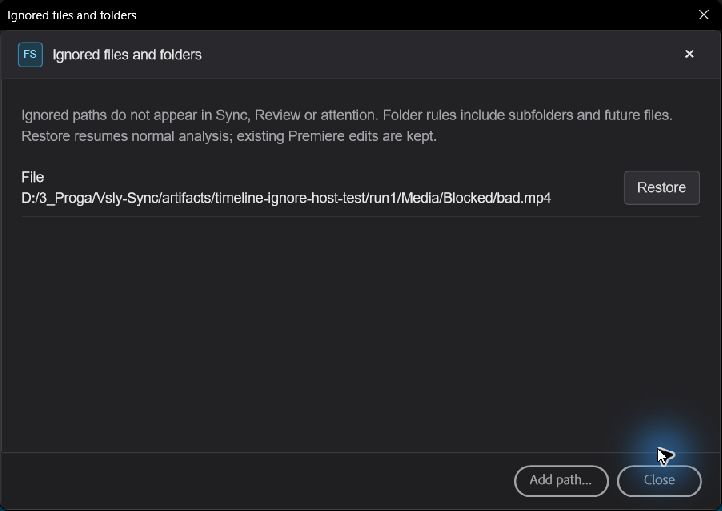 Ignored files and folders
FS Ignored files and folders
Ignored paths do not appear in Sync, Review or attention. Folder rules include subfolders and future files.
Restore resumes normal analysis; existing Premiere edits are kept.
File
D:/3_Proga/Vsly-Sync/artifacts/timeline-ignore-host-test/run1/Media/Blocked/bad.mp4
Restore
Add path... Close